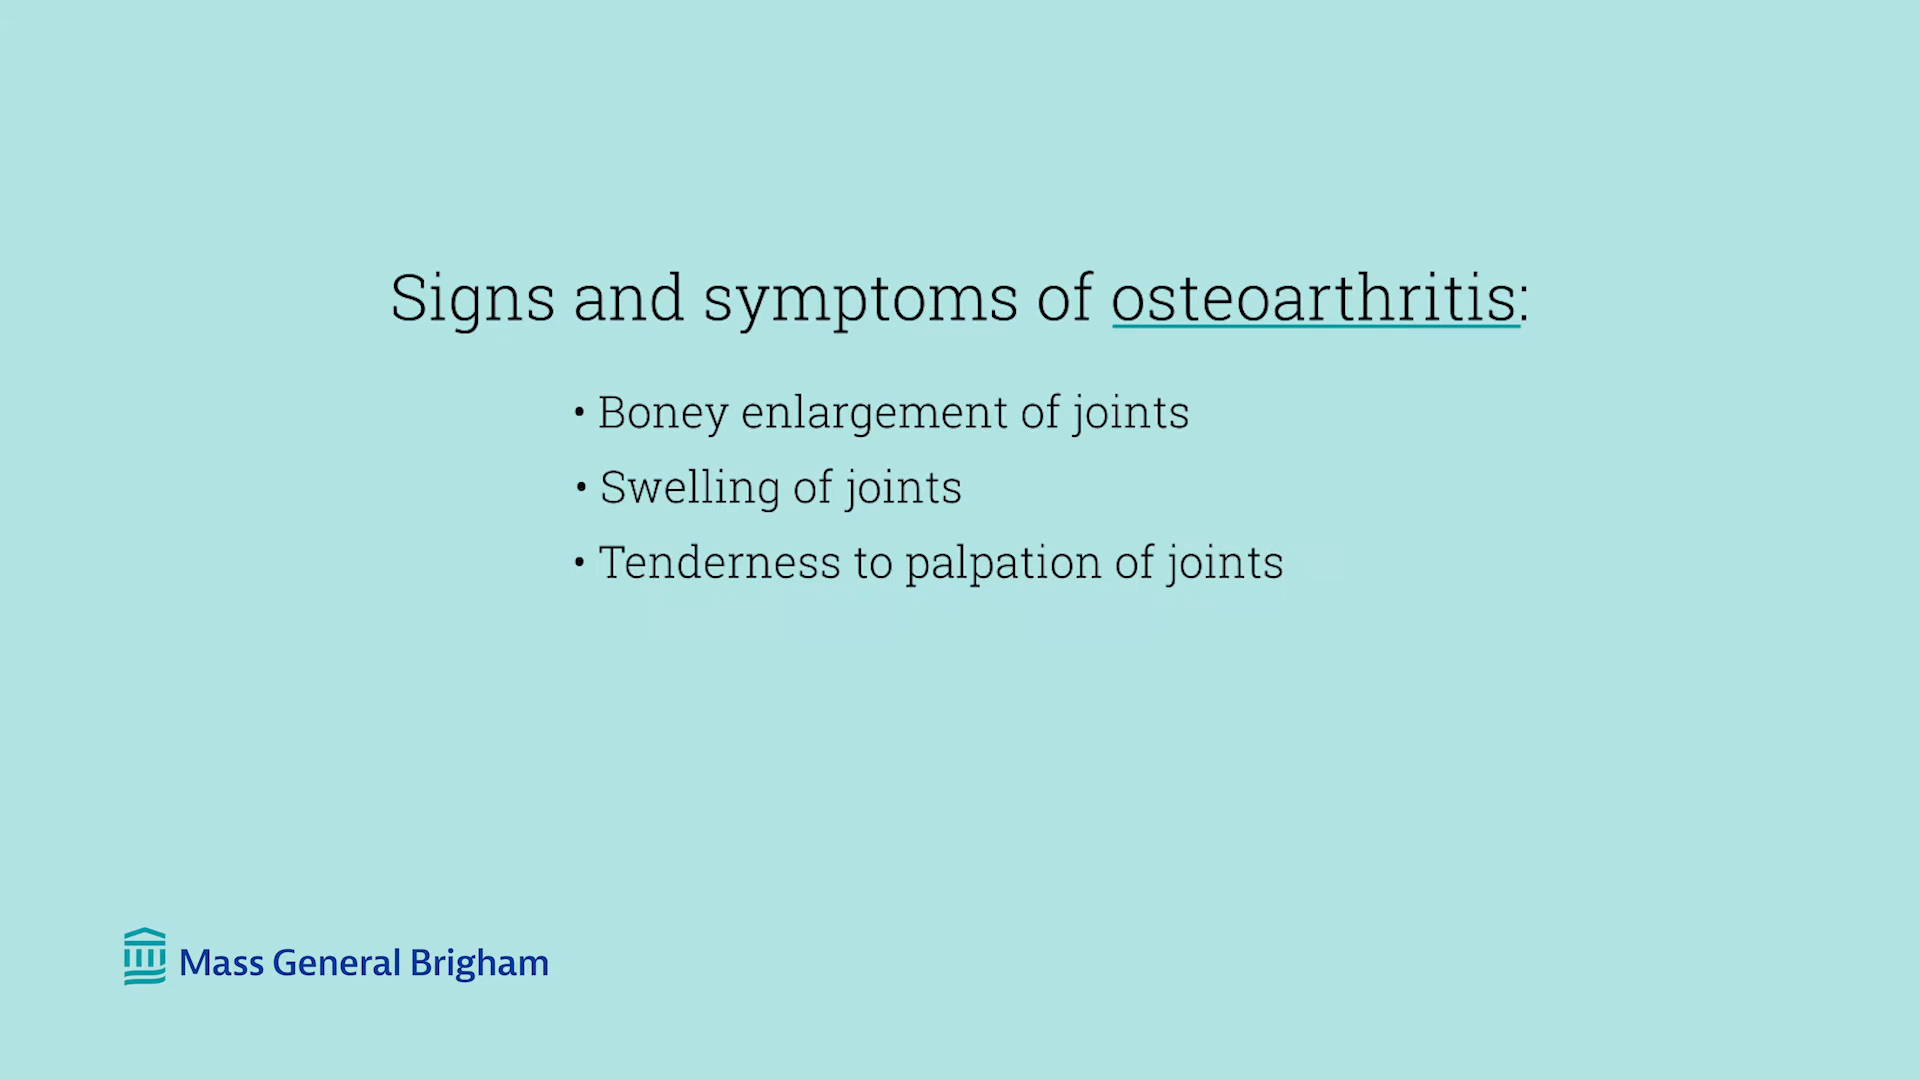 Signs and symptoms of osteoarthritis:
• Boney enlargement of joints
• Swelling of joints
• Tenderness to palpation of joints
Mass General Brigham